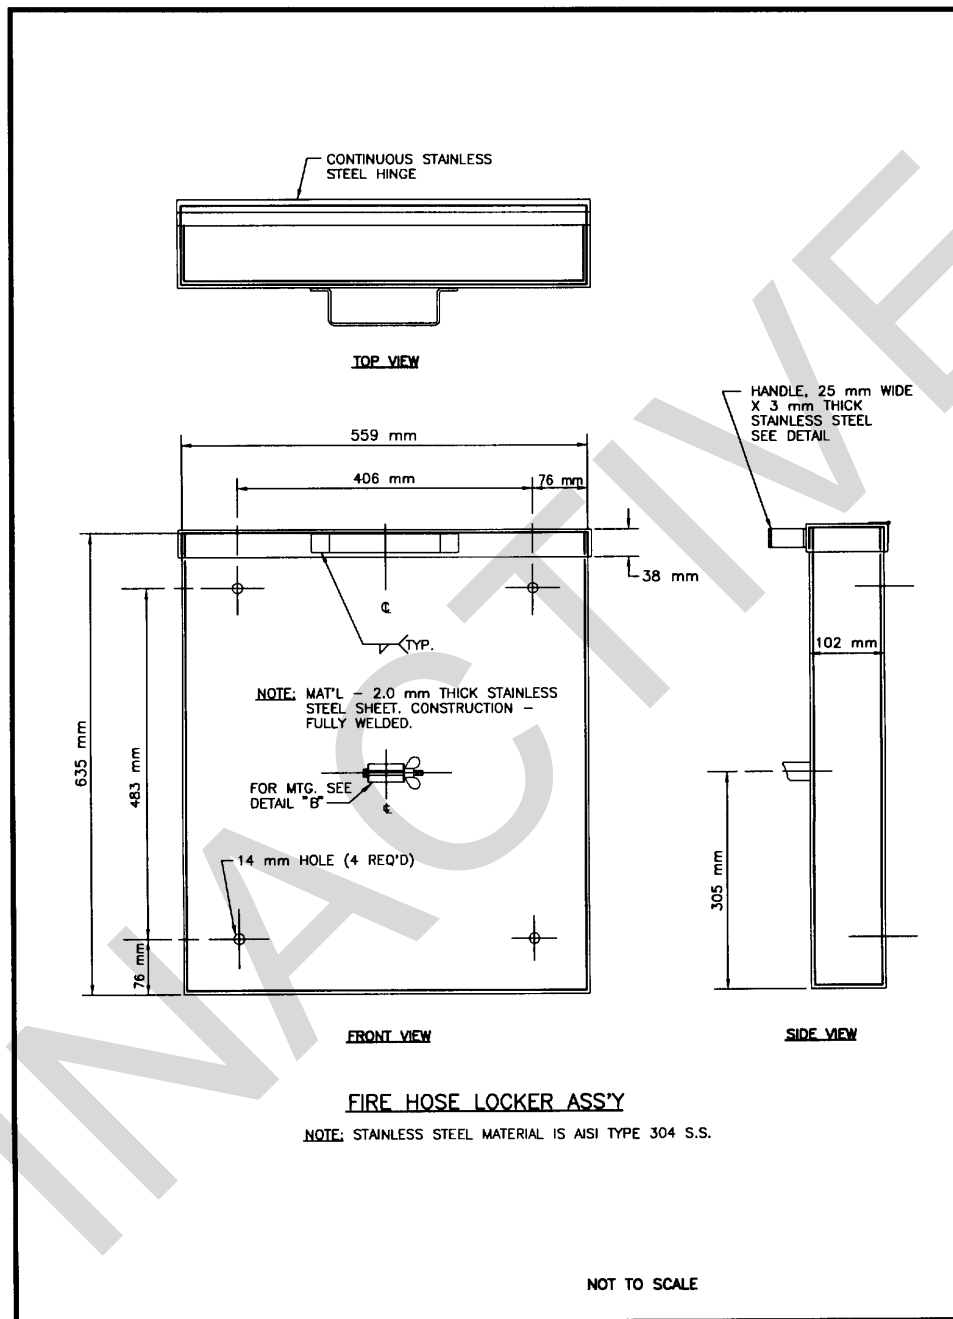 CONTINUOUS STAINLESS
STEEL HINGE
TOP VIEW
HANDLE, 25 mm WIDE
X 3 mm THICK
STAINLESS STEEL
SEE DETAIL
559 mm
406 mm
76 mm
38 mm
℄
TYP.
102 mm
NOTE: MAT'L - 2.0 mm THICK STAINLESS
STEEL SHEET. CONSTRUCTION -
FULLY WELDED.
635 mm
483 mm
FOR MTG. SEE
DETAIL "B"
℄
14 mm HOLE (4 REQ'D)
305 mm
76 mm
FRONT VIEW
SIDE VIEW
FIRE HOSE LOCKER ASS'Y
NOTE: STAINLESS STEEL MATERIAL IS AISI TYPE 304 S.S.
NOT TO SCALE
INACTIVE